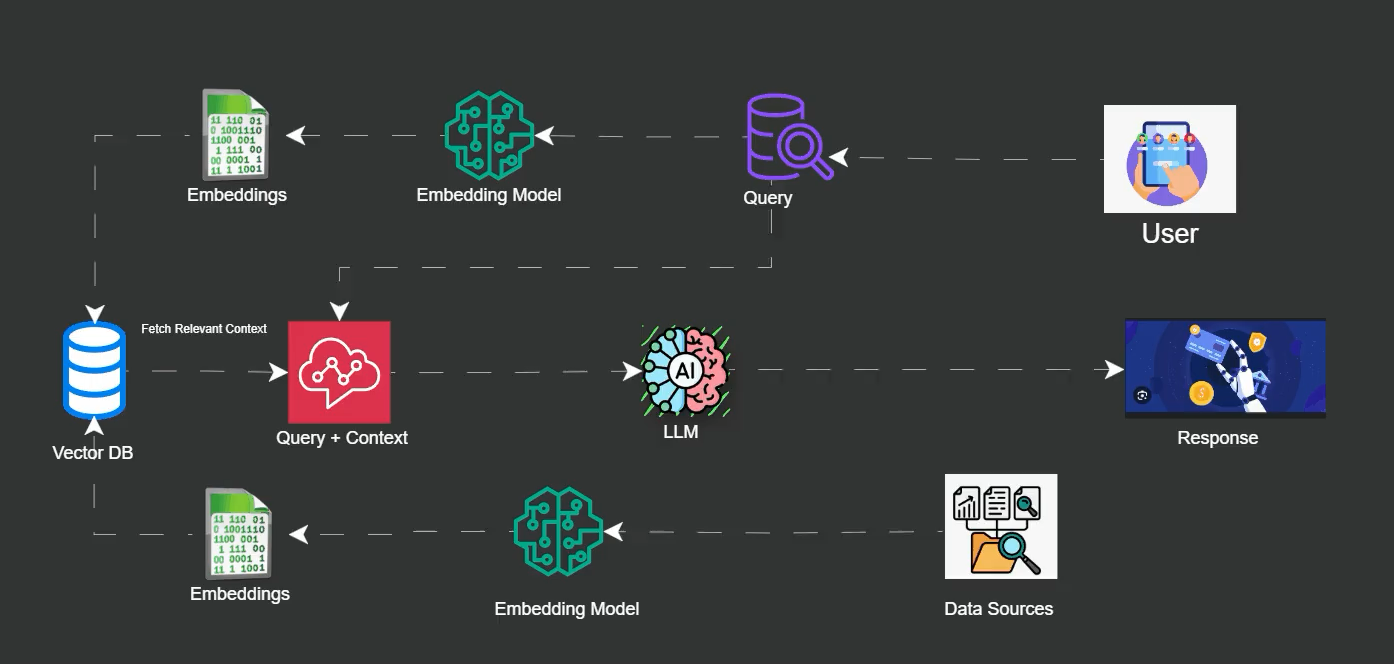 Embeddings
Embedding Model
Query
User
Fetch Relevant Context
AI
Vector DB
Query + Context
LLM
Response
Embeddings
Embedding Model
Data Sources